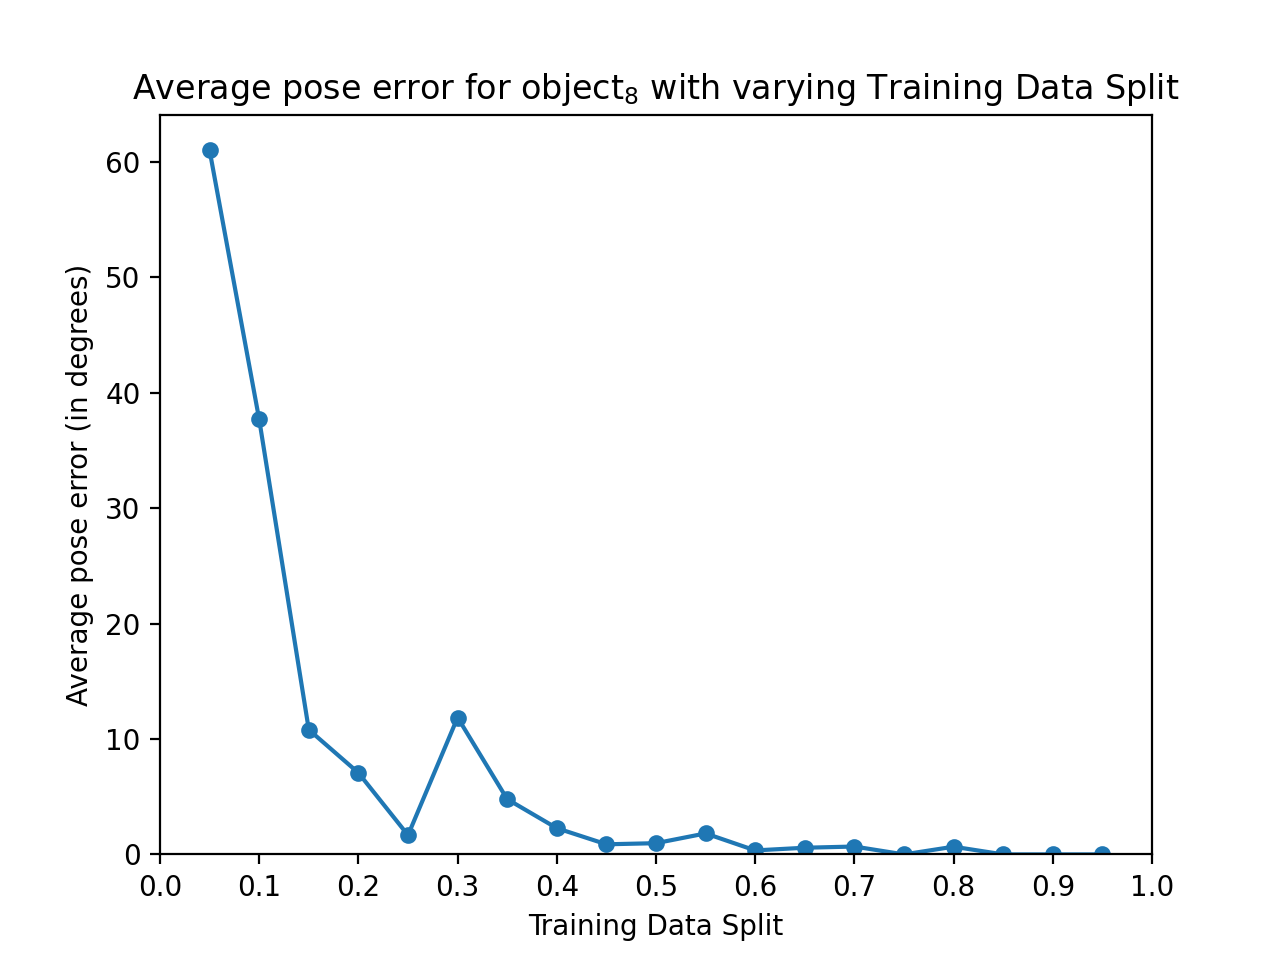 Average pose error for object₈ with varying Training Data Split
60
50
40
30
20
10
0
Average pose error (in degrees)
0.0 0.1 0.2 0.3 0.4 0.5 0.6 0.7 0.8 0.9 1.0
Training Data Split